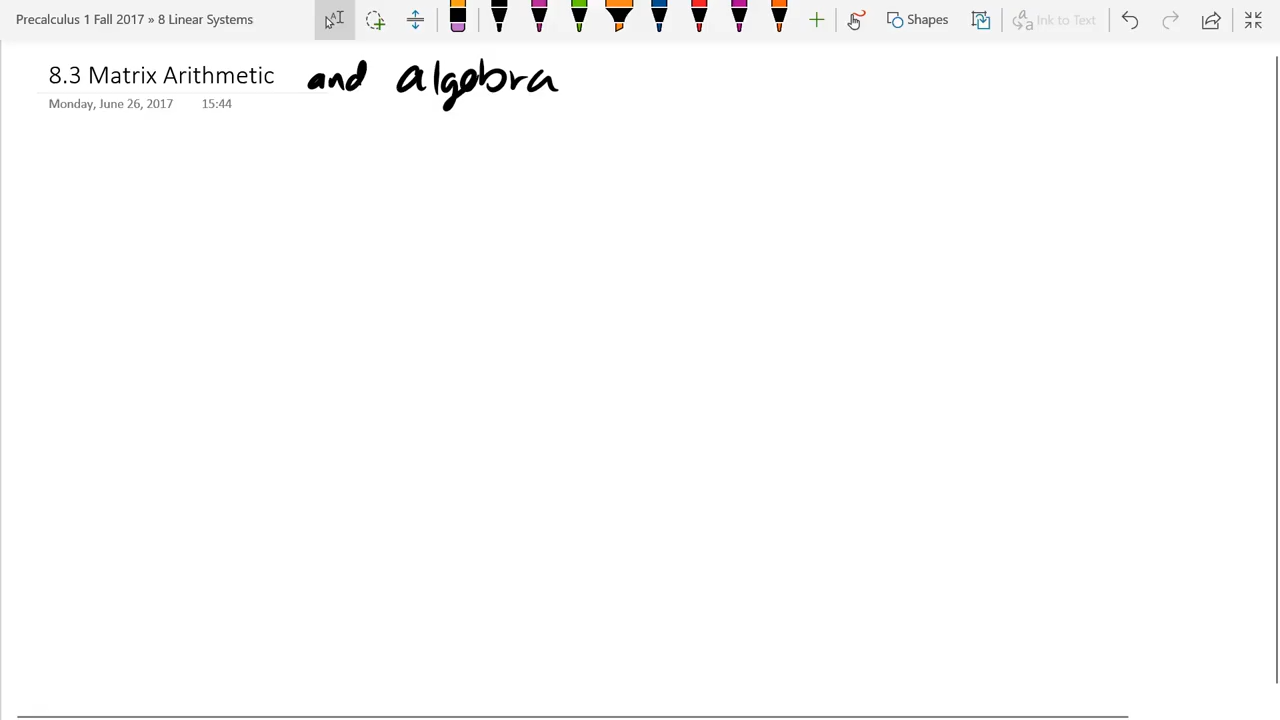 Precalculus 1 Fall 2017 » 8 Linear Systems
Shapes
Ink to Text
8.3 Matrix Arithmetic and algebra
Monday, June 26, 2017 15:44